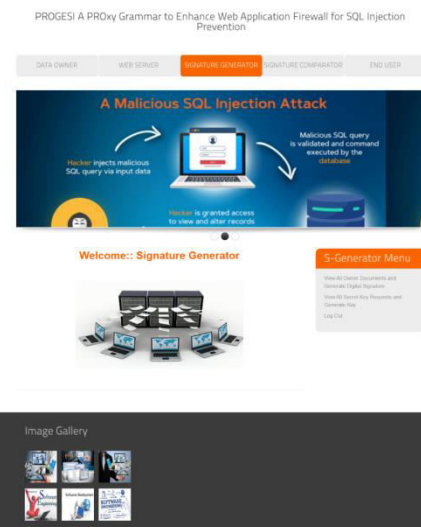 PROGESI A PROxy Grammar to Enhance Web Application Firewall for SQL Injection
Prevention
DATA OWNER
WEB SERVER
SIGNATURE GENERATOR
SIGNATURE COMPARATOR
END USER
A Malicious SQL Injection Attack
Hacker injects malicious
SQL query via input data
Malicious SQL query
is validated and command
executed by the
database
Hacker is granted access
to view and alter records
Welcome:: Signature Generator
S-Generator Menu
View All Owner Documents and
Generate Digital Signature
View All Secret Key Requests and
Generate Key
Log Out
Image Gallery
Software